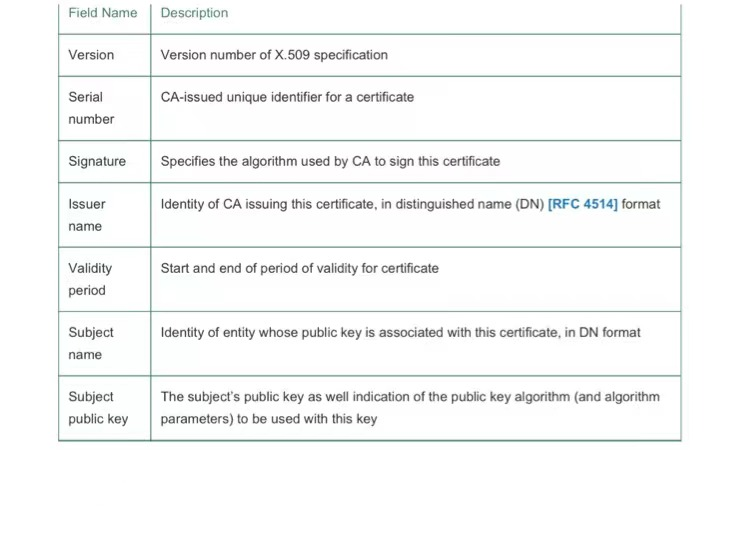 Field Name Description
Version Version number of X.509 specification
Serial CA-issued unique identifier for a certificate
number
Signature Specifies the algorithm used by CA to sign this certificate
Issuer Identity of CA issuing this certificate, in distinguished name (DN) [RFC 4514] format
name
Validity Start and end of period of validity for certificate
period
Subject Identity of entity whose public key is associated with this certificate, in DN format
name
Subject The subject's public key as well indication of the public key algorithm (and algorithm
public key parameters) to be used with this key